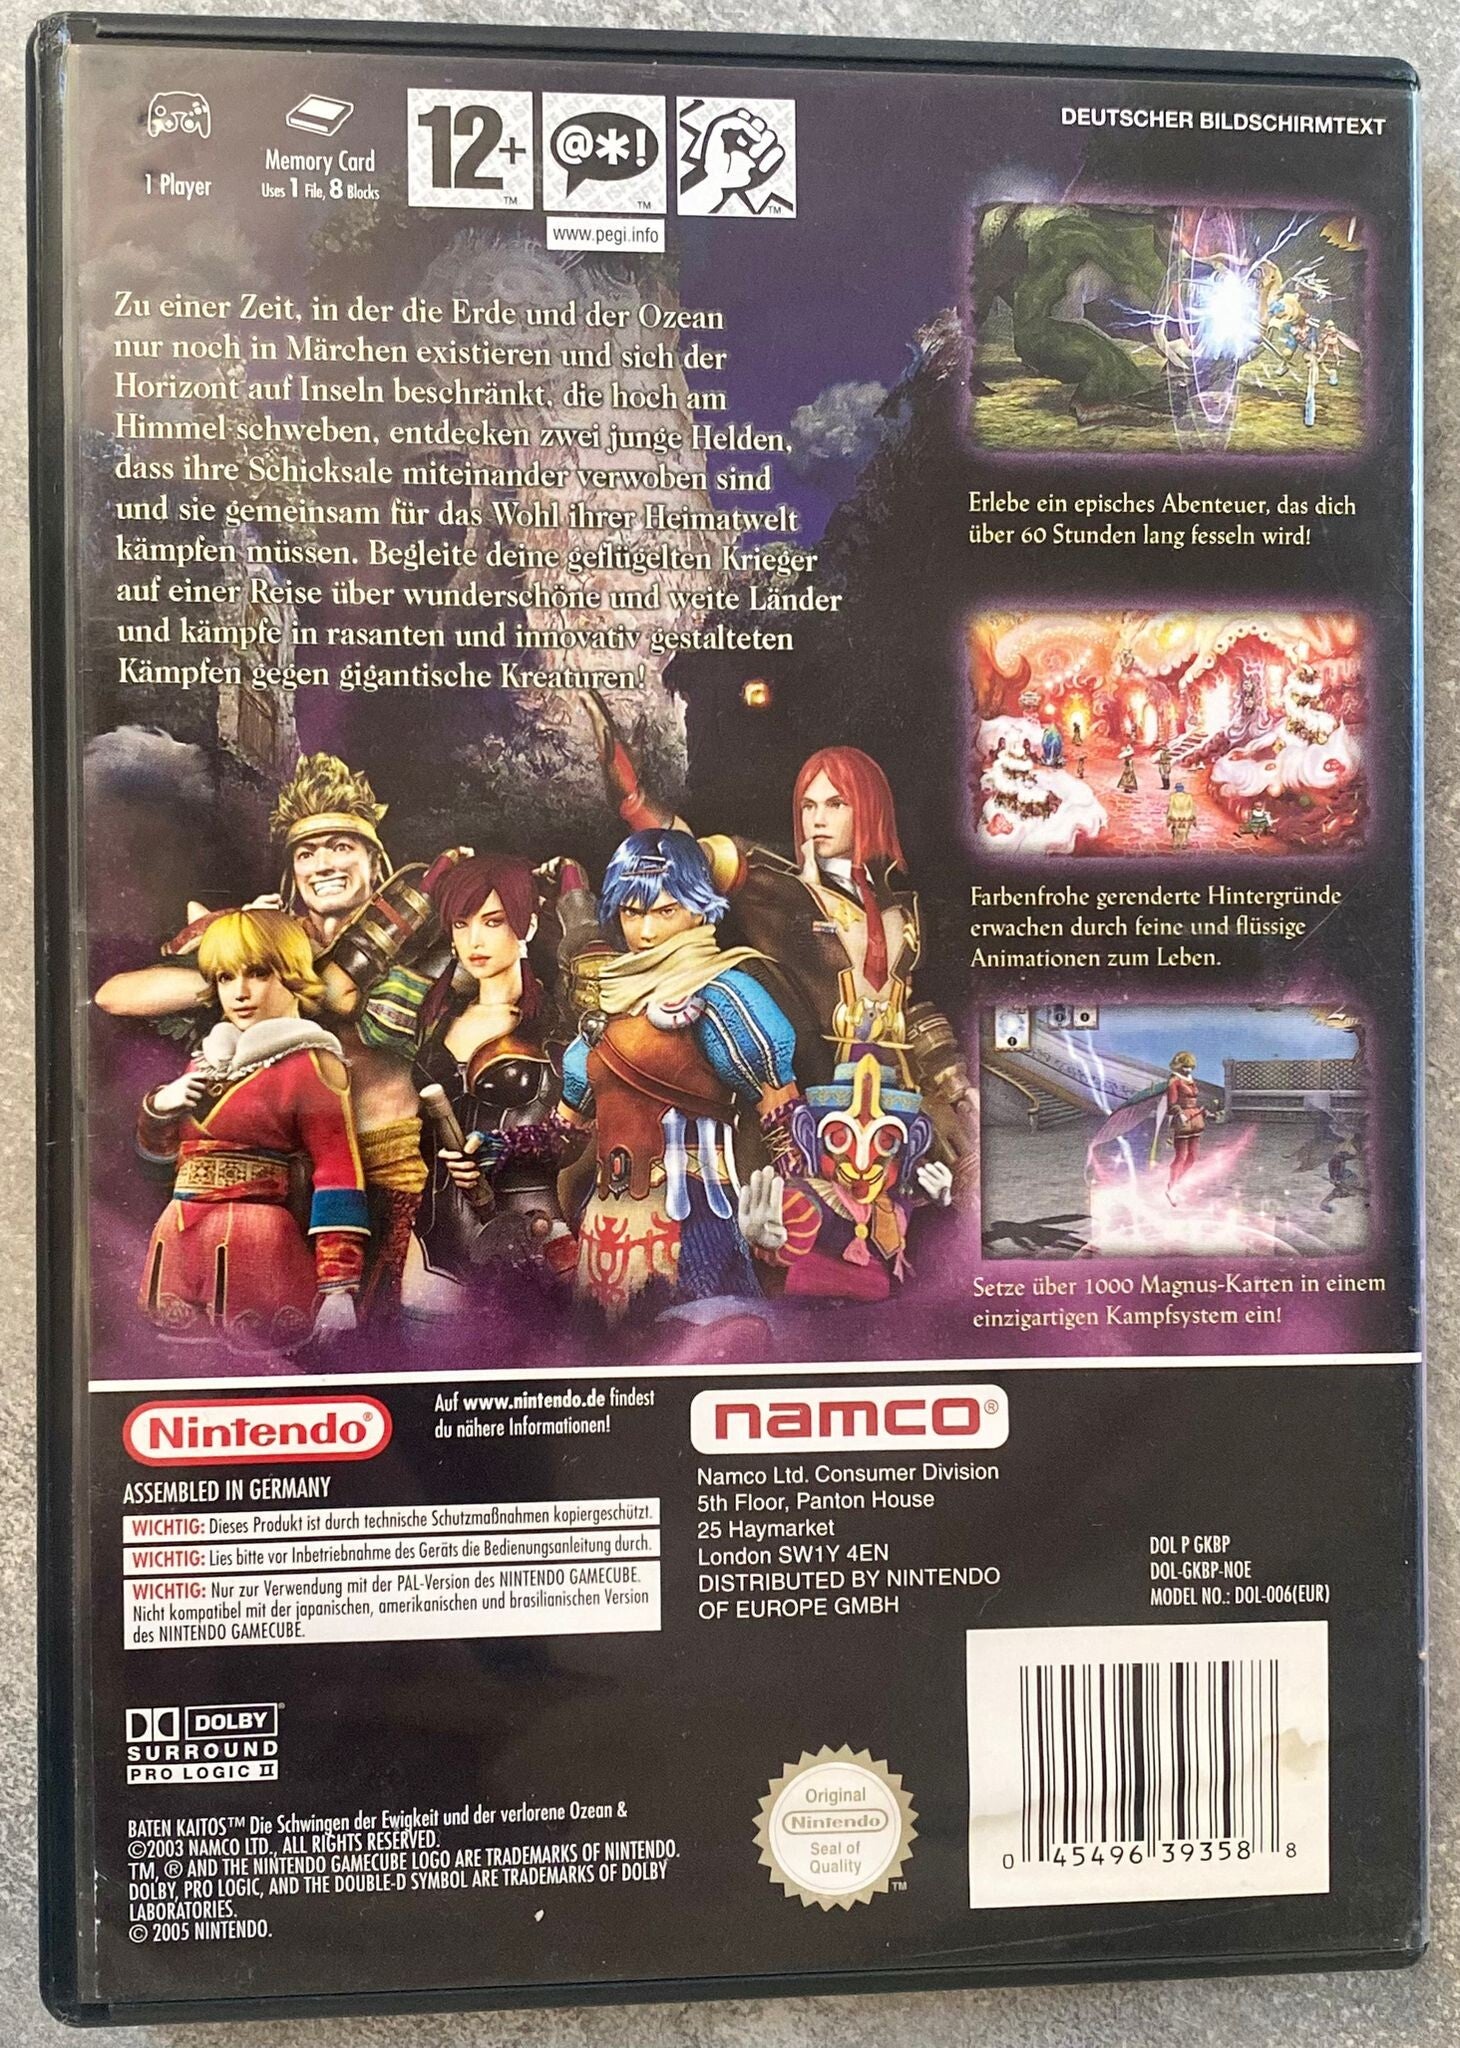 1 Player
Memory Card
Uses 1 File, 8 Blocks
12+
TM
@*!
TM
TM
www.pegi.info
DEUTSCHER BILDSCHIRMTEXT
Zu einer Zeit, in der die Erde und der Ozean
nur noch in Märchen existieren und sich der
Horizont auf Inseln beschränkt, die hoch am
Himmel schweben, entdecken zwei junge Helden,
dass ihre Schicksale miteinander verwoben sind
und sie gemeinsam für das Wohl ihrer Heimatwelt
kämpfen müssen. Begleite deine geflügelten Krieger
auf einer Reise über wunderschöne und weite Länder
und kämpfe in rasanten und innovativ gestalteten
Kämpfen gegen gigantische Kreaturen!
Erlebe ein episches Abenteuer, das dich
über 60 Stunden lang fesseln wird!
Farbenfrohe gerenderte Hintergründe
erwachen durch feine und flüssige
Animationen zum Leben.
Setze über 1000 Magnus-Karten in einem
einzigartigen Kampfsystem ein!
Nintendo®
Auf www.nintendo.de findest
du nähere Informationen!
ASSEMBLED IN GERMANY
WICHTIG: Dieses Produkt ist durch technische Schutzmaßnahmen kopiergeschützt.
WICHTIG: Lies bitte vor Inbetriebnahme des Geräts die Bedienungsanleitung durch.
WICHTIG: Nur zur Verwendung mit der PAL-Version des NINTENDO GAMECUBE.
Nicht kompatibel mit der japanischen, amerikanischen und brasilianischen Version
des NINTENDO GAMECUBE.
namco®
Namco Ltd. Consumer Division
5th Floor, Panton House
25 Haymarket
London SW1Y 4EN
DISTRIBUTED BY NINTENDO
OF EUROPE GMBH
DOL P GKBP
DOL-GKBP-NOE
MODEL NO.: DOL-006(EUR)
DOLBY®
SURROUND
PRO LOGIC II
BATEN KAITOS™ Die Schwingen der Ewigkeit und der verlorene Ozean &
©2003 NAMCO LTD., ALL RIGHTS RESERVED.
TM, ® AND THE NINTENDO GAMECUBE LOGO ARE TRADEMARKS OF NINTENDO.
DOLBY, PRO LOGIC, AND THE DOUBLE-D SYMBOL ARE TRADEMARKS OF DOLBY
LABORATORIES.
© 2005 NINTENDO.
Original
Nintendo
Seal of
Quality
TM
0 45496 39358 8